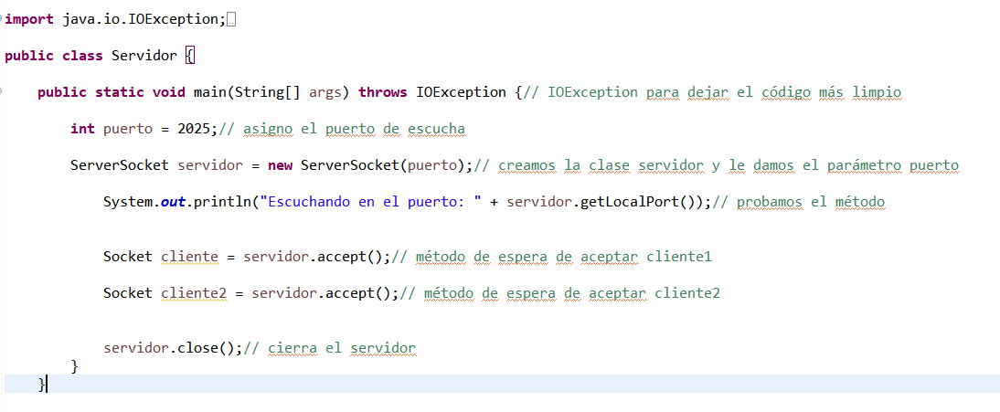 import java.io.IOException;
public class Servidor {
public static void main(String[] args) throws IOException {// IOException para dejar el código más limpio
int puerto = 2025;// asigno el puerto de escucha
ServerSocket servidor = new ServerSocket(puerto);// creamos la clase servidor y le damos el parámetro puerto
System.out.println("Escuchando en el puerto: " + servidor.getLocalPort());// probamos el método
Socket cliente = servidor.accept();// método de espera de aceptar cliente1
Socket cliente2 = servidor.accept();// método de espera de aceptar cliente2
servidor.close();// cierra el servidor
}
}